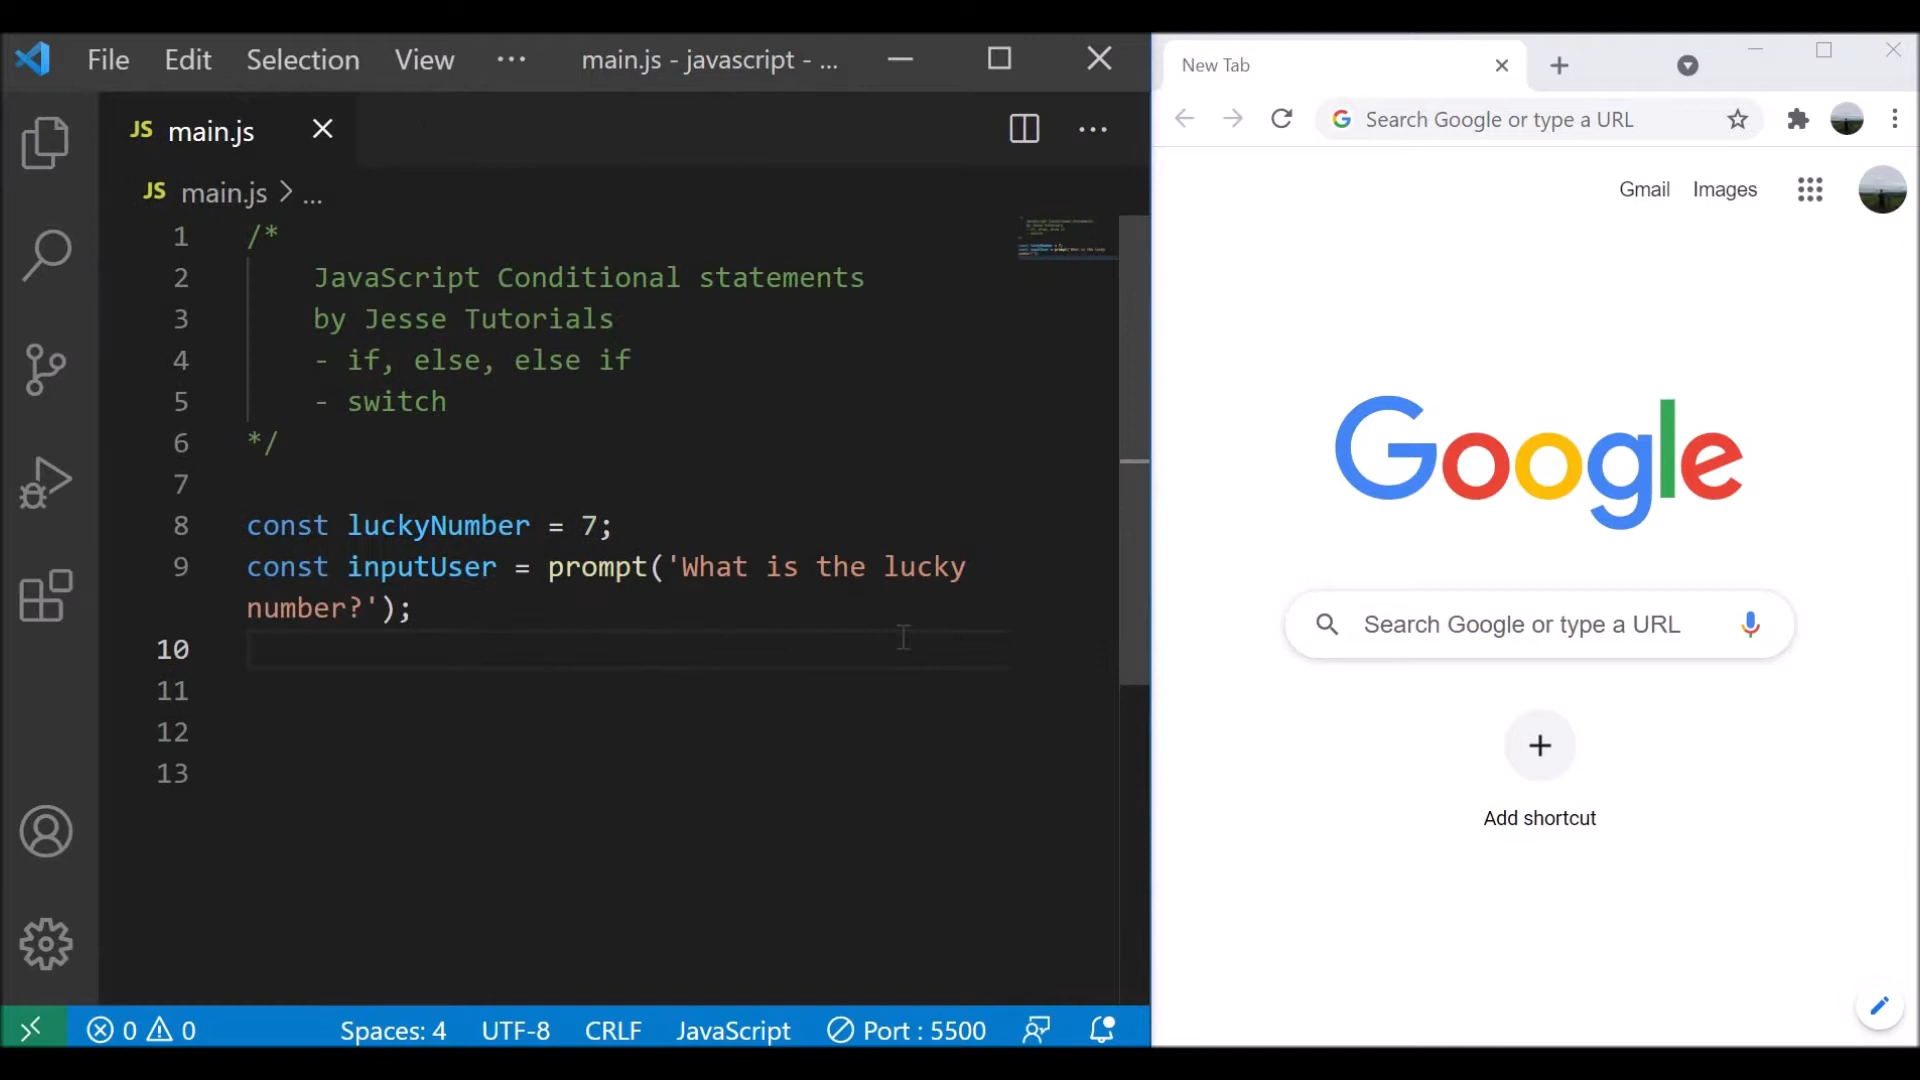 File Edit Selection View ··· main.js - javascript - ...
JS main.js
JS main.js > ...
1 /*
2 JavaScript Conditional statements
3 by Jesse Tutorials
4 - if, else, else if
5 - switch
6 */
7
8 const luckyNumber = 7;
9 const inputUser = prompt('What is the lucky
number?');
10
11
12
13
0 0 Spaces: 4 UTF-8 CRLF JavaScript Port : 5500
New Tab
Search Google or type a URL
Gmail Images
Google
Search Google or type a URL
Add shortcut